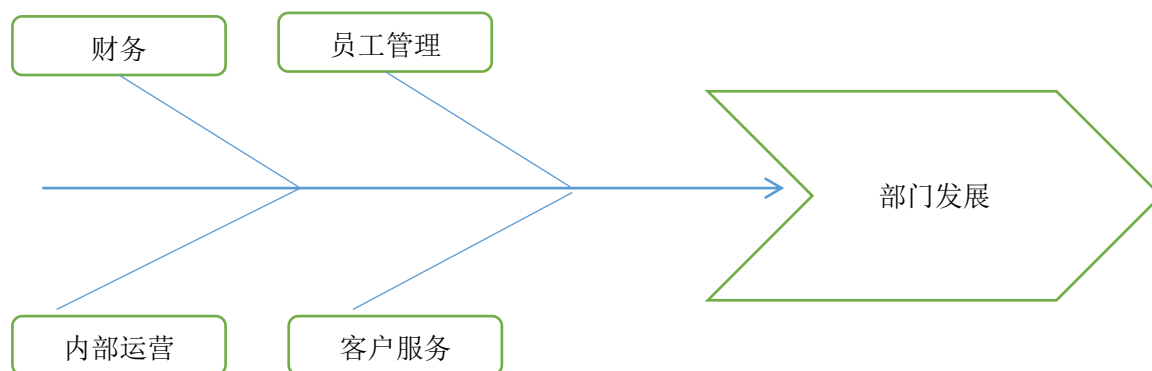 财务
员工管理
部门发展
内部运营
客户服务